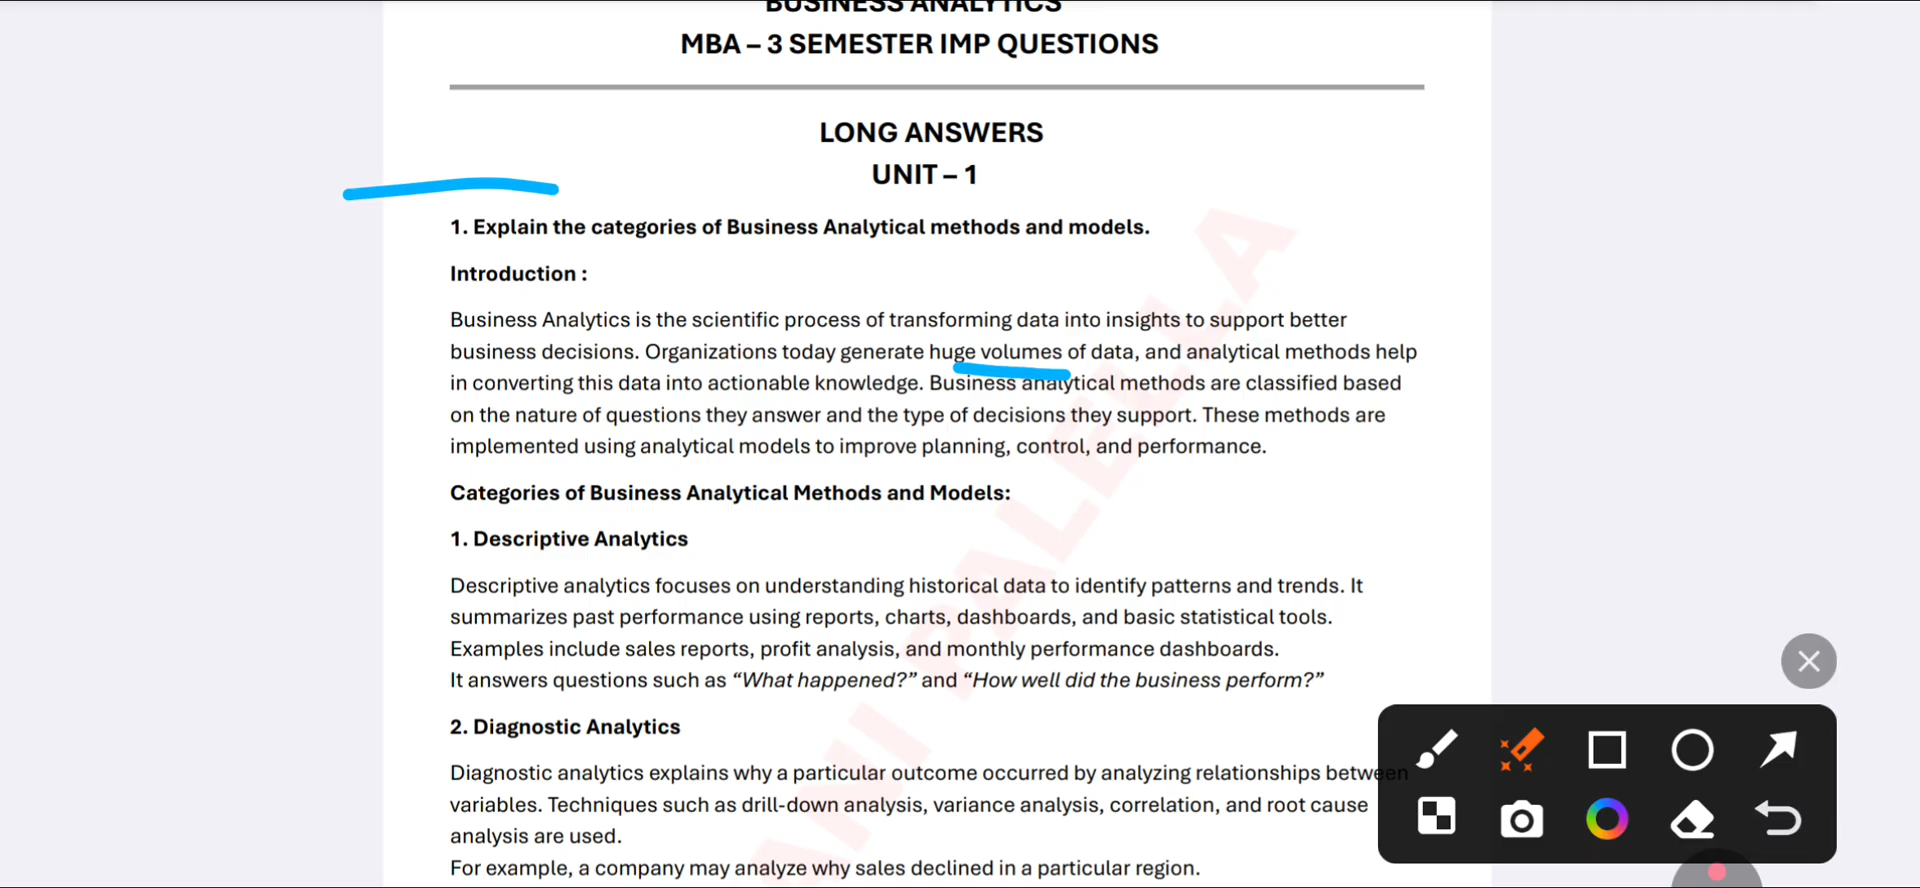 BUSINESS ANALYTICS
MBA – 3 SEMESTER IMP QUESTIONS
LONG ANSWERS
UNIT – 1
1. Explain the categories of Business Analytical methods and models.
Introduction :
Business Analytics is the scientific process of transforming data into insights to support better
business decisions. Organizations today generate huge volumes of data, and analytical methods help
in converting this data into actionable knowledge. Business analytical methods are classified based
on the nature of questions they answer and the type of decisions they support. These methods are
implemented using analytical models to improve planning, control, and performance.
Categories of Business Analytical Methods and Models:
1. Descriptive Analytics
Descriptive analytics focuses on understanding historical data to identify patterns and trends. It
summarizes past performance using reports, charts, dashboards, and basic statistical tools.
Examples include sales reports, profit analysis, and monthly performance dashboards.
It answers questions such as “What happened?” and “How well did the business perform?”
2. Diagnostic Analytics
Diagnostic analytics explains why a particular outcome occurred by analyzing relationships between
variables. Techniques such as drill-down analysis, variance analysis, correlation, and root cause
analysis are used.
For example, a company may analyze why sales declined in a particular region.
ANI PALELLA